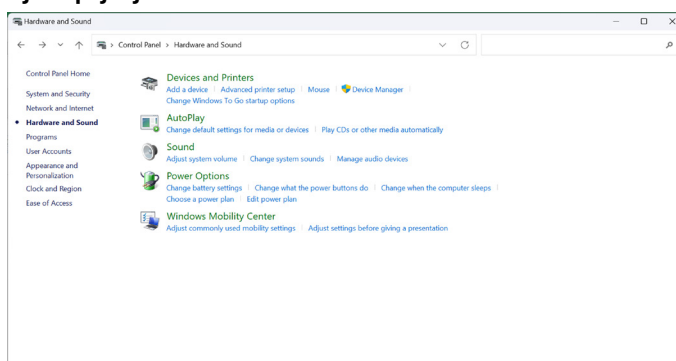 Hardware and Sound
Control Panel > Hardware and Sound
Control Panel Home
System and Security
Network and Internet
Hardware and Sound
Programs
User Accounts
Appearance and
Personalization
Clock and Region
Ease of Access
Devices and Printers
Add a device Advanced printer setup Mouse Device Manager
Change Windows To Go startup options
AutoPlay
Change default settings for media or devices Play CDs or other media automatically
Sound
Adjust system volume Change system sounds Manage audio devices
Power Options
Change battery settings Change what the power buttons do Change when the computer sleeps
Choose a power plan Edit power plan
Windows Mobility Center
Adjust commonly used mobility settings Adjust settings before giving a presentation